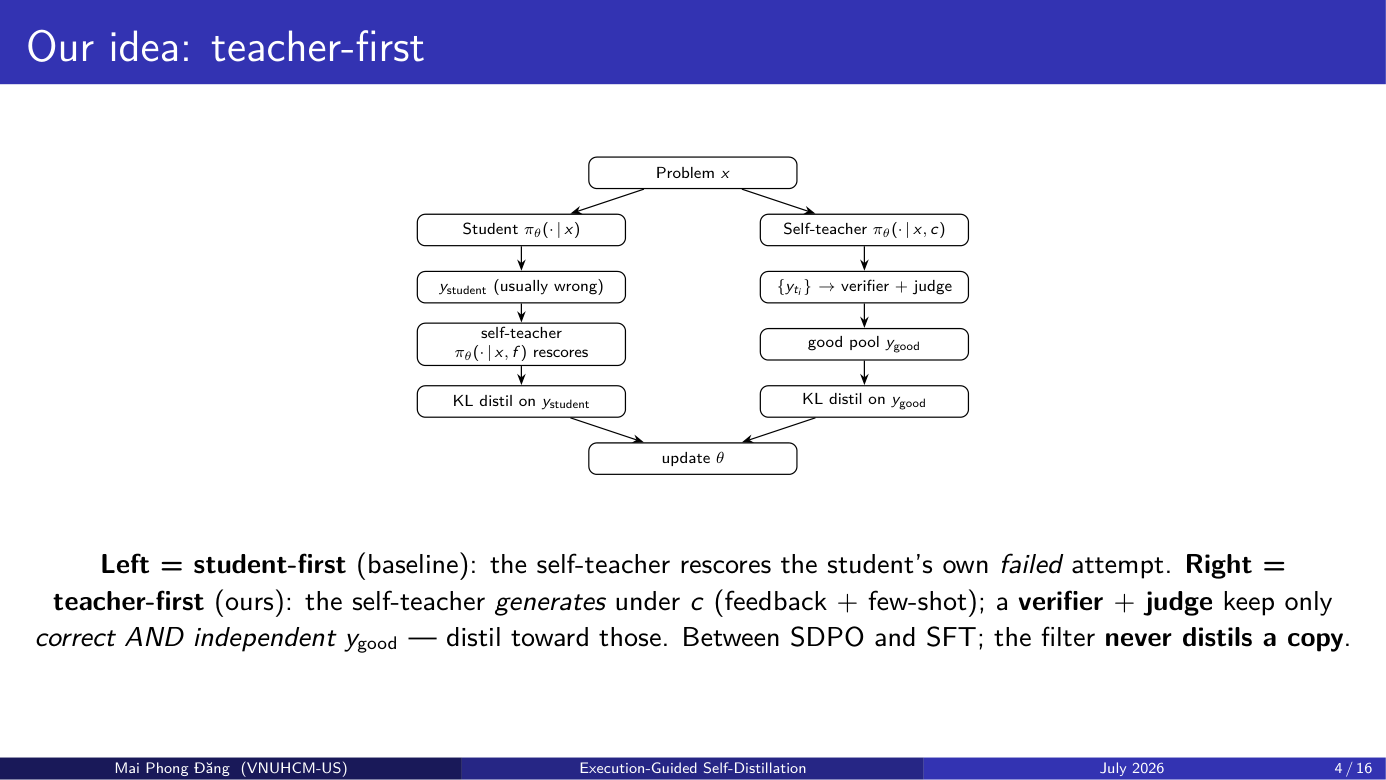 Our idea: teacher-first
Problem x
Student πθ(· | x)
Self-teacher πθ(· | x, c)
ystudent (usually wrong)
{yti} → verifier + judge
self-teacher
πθ(· | x, f) rescores
good pool ygood
KL distil on ystudent
KL distil on ygood
update θ
Left = student-first (baseline): the self-teacher rescores the student's own failed attempt. Right =
teacher-first (ours): the self-teacher generates under c (feedback + few-shot); a verifier + judge keep only
correct AND independent ygood — distil toward those. Between SDPO and SFT; the filter never distils a copy.
Mai Phong Đăng (VNUHCM-US)
Execution-Guided Self-Distillation
July 2026
4 / 16